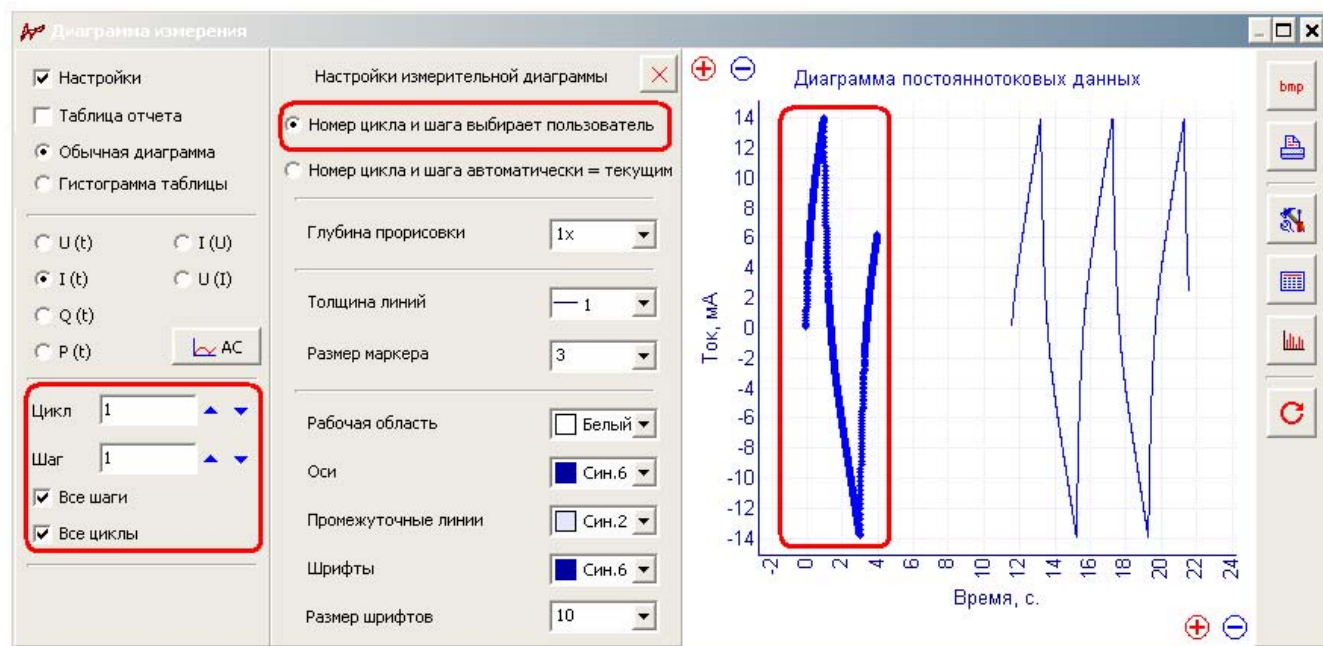 Диаграмма измерения
Настройки
Таблица отчета
Обычная диаграмма
Гистограмма таблицы
U (t) I (U)
I (t) U (I)
Q (t)
P (t) AC
Цикл 1
Шаг 1
Все шаги
Все циклы
Настройки измерительной диаграммы
Номер цикла и шага выбирает пользователь
Номер цикла и шага автоматически = текущим
Глубина прорисовки 1x
Толщина линий 1
Размер маркера 3
Рабочая область Белый
Оси Син.6
Промежуточные линии Син.2
Шрифты Син.6
Размер шрифтов 10
Диаграмма постояннотоковых данных
14
12
10
8
6
4
2
0
-2
-4
-6
-8
-10
-12
-14
Ток, мА
-2 0 2 4 6 8 10 12 14 16 18 20 22 24
Время, с.
bmp